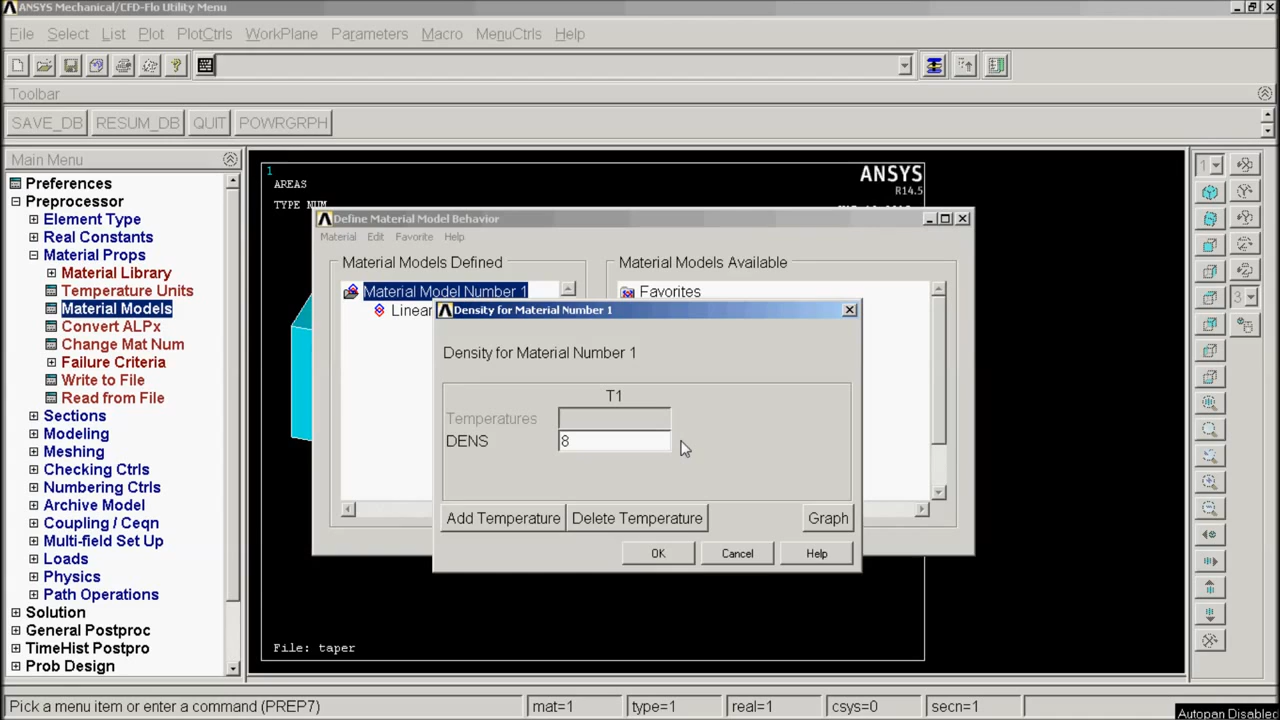 ANSYS Mechanical/CFD-Flo Utility Menu
File Select List Plot PlotCtrls WorkPlane Parameters Macro MenuCtrls Help
Toolbar
SAVE_DB RESUM_DB QUIT POWRGRPH
Main Menu
Preferences
Preprocessor
Element Type
Real Constants
Material Props
Material Library
Temperature Units
Material Models
Convert ALPx
Change Mat Num
Failure Criteria
Write to File
Read from File
Sections
Modeling
Meshing
Checking Ctrls
Numbering Ctrls
Archive Model
Coupling / Ceqn
Multi-field Set Up
Loads
Physics
Path Operations
Solution
General Postproc
TimeHist Postpro
Prob Design
1
AREAS
TYPE NUM
ANSYS
R14.5
Define Material Model Behavior
Material Edit Favorite Help
Material Models Defined
Material Models Available
Material Model Number 1
Linear
Favorites
Density for Material Number 1
Density for Material Number 1
T1
Temperatures
DENS 8
Add Temperature Delete Temperature Graph
OK Cancel Help
File: taper
1
3
Pick a menu item or enter a command (PREP7) mat=1 type=1 real=1 csys=0 secn=1
Autopan Disabled